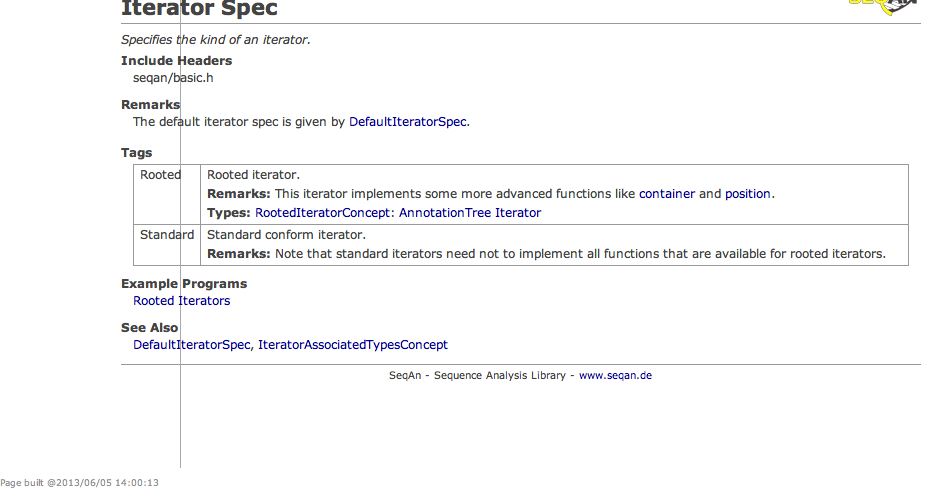 Iterator Spec
SEQAN
Specifies the kind of an iterator.
Include Headers
seqan/basic.h
Remarks
The default iterator spec is given by DefaultIteratorSpec.
Tags
Rooted
Rooted iterator.
Remarks: This iterator implements some more advanced functions like container and position.
Types: RootedIteratorConcept: AnnotationTree Iterator
Standard
Standard conform iterator.
Remarks: Note that standard iterators need not to implement all functions that are available for rooted iterators.
Example Programs
Rooted Iterators
See Also
DefaultIteratorSpec, IteratorAssociatedTypesConcept
SeqAn - Sequence Analysis Library - www.seqan.de
Page built @2013/06/05 14:00:13